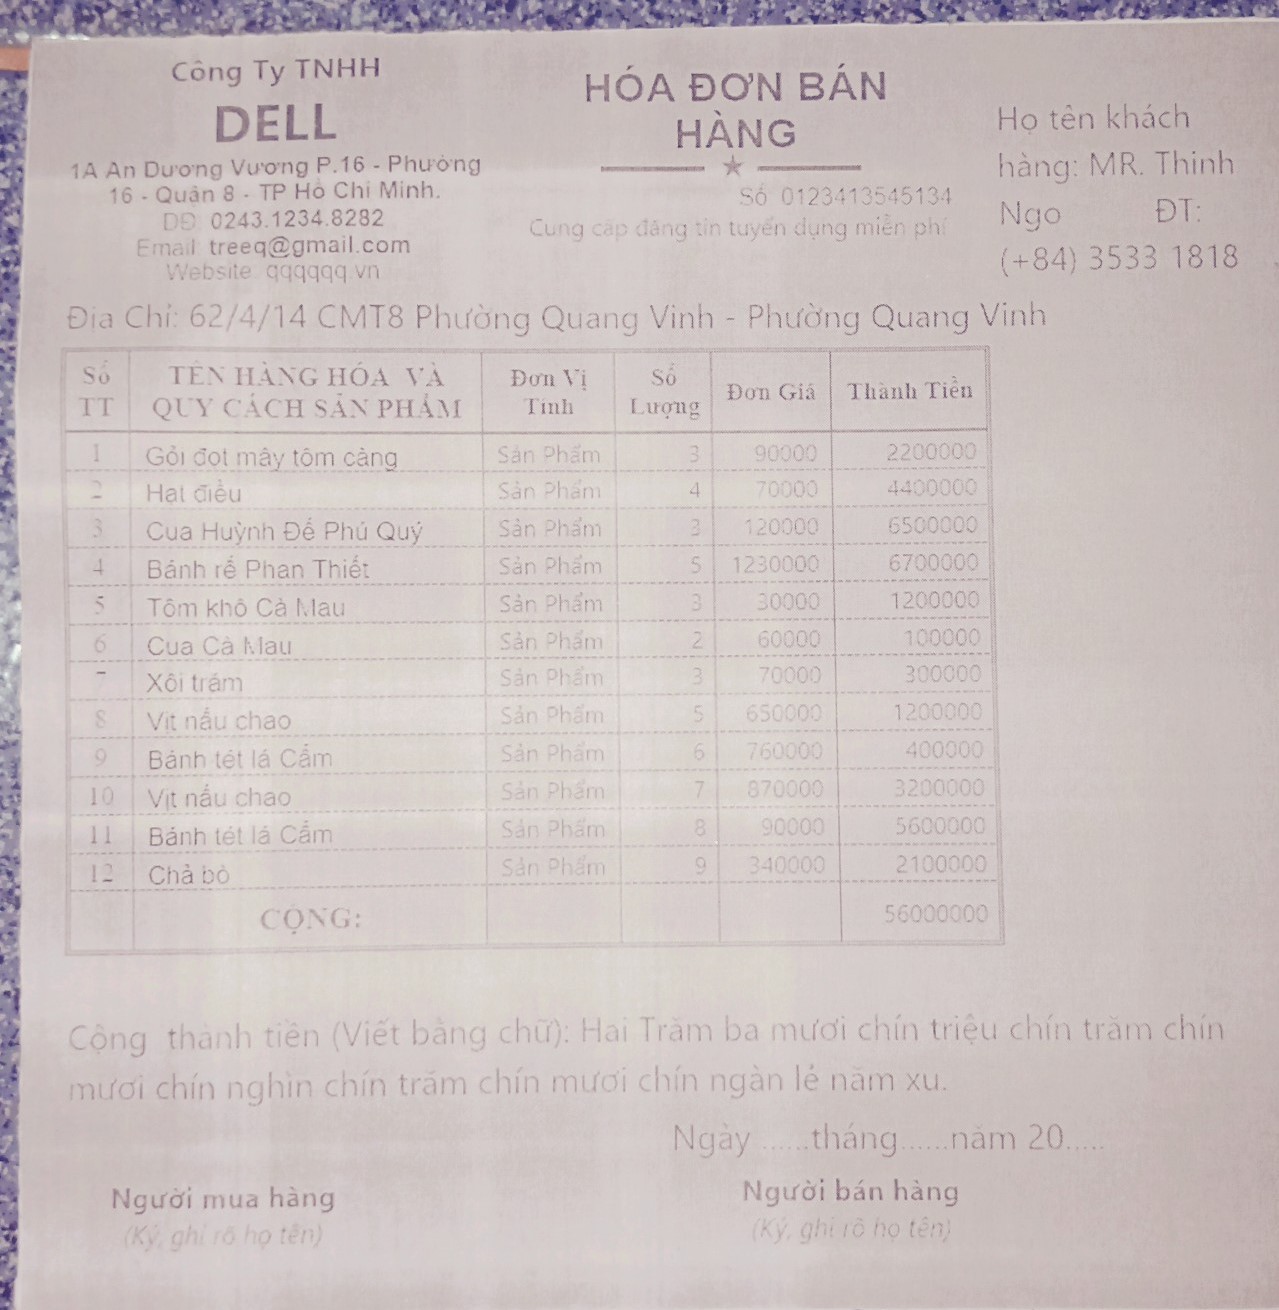 Công Ty TNHH
DELL
1A An Dương Vương P.16 - Phường
16 - Quận 8 - TP Hồ Chí Minh.
DĐ: 0243.1234.8282
Email: treeq@gmail.com
Website: qqqqqq.vn
HÓA ĐƠN BÁN
HÀNG
Số 0123413545134
Cung cấp đăng tin tuyển dụng miễn phí
Họ tên khách
hàng: MR. Thinh
Ngo ĐT:
(+84) 3533 1818
Địa Chỉ: 62/4/14 CMT8 Phường Quang Vinh - Phường Quang Vinh
Số TT TÊN HÀNG HÓA VÀ QUY CÁCH SẢN PHẨM Đơn Vị Tính Số Lượng Đơn Giá Thành Tiền
1 Gỏi đọt mây tôm càng Sản Phẩm 3 90000 2200000
2 Hạt điều Sản Phẩm 4 70000 4400000
3 Cua Huỳnh Đế Phú Quý Sản Phẩm 3 120000 6500000
4 Bánh rế Phan Thiết Sản Phẩm 5 1230000 6700000
5 Tôm khô Cà Mau Sản Phẩm 3 30000 1200000
6 Cua Cà Mau Sản Phẩm 2 60000 100000
7 Xôi trám Sản Phẩm 3 70000 300000
8 Vịt nấu chao Sản Phẩm 5 650000 1200000
9 Bánh tét lá Cẩm Sản Phẩm 6 760000 400000
10 Vịt nấu chao Sản Phẩm 7 870000 3200000
11 Bánh tét lá Cẩm Sản Phẩm 8 90000 5600000
12 Chả bò Sản Phẩm 9 340000 2100000
CỘNG: 56000000
Cộng thành tiền (Viết bằng chữ): Hai Trăm ba mươi chín triệu chín trăm chín
mươi chín nghìn chín trăm chín mươi chín ngàn lẻ năm xu.
Ngày ......tháng......năm 20.....
Người mua hàng
(Ký, ghi rõ họ tên)
Người bán hàng
(Ký, ghi rõ họ tên)